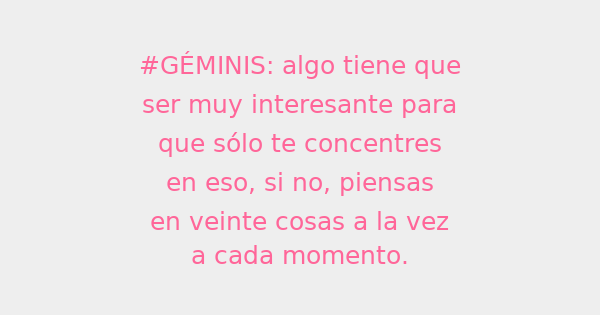 #GÉMINIS: algo tiene que
ser muy interesante para
que sólo te concentres
en eso, si no, piensas
en veinte cosas a la vez
a cada momento.